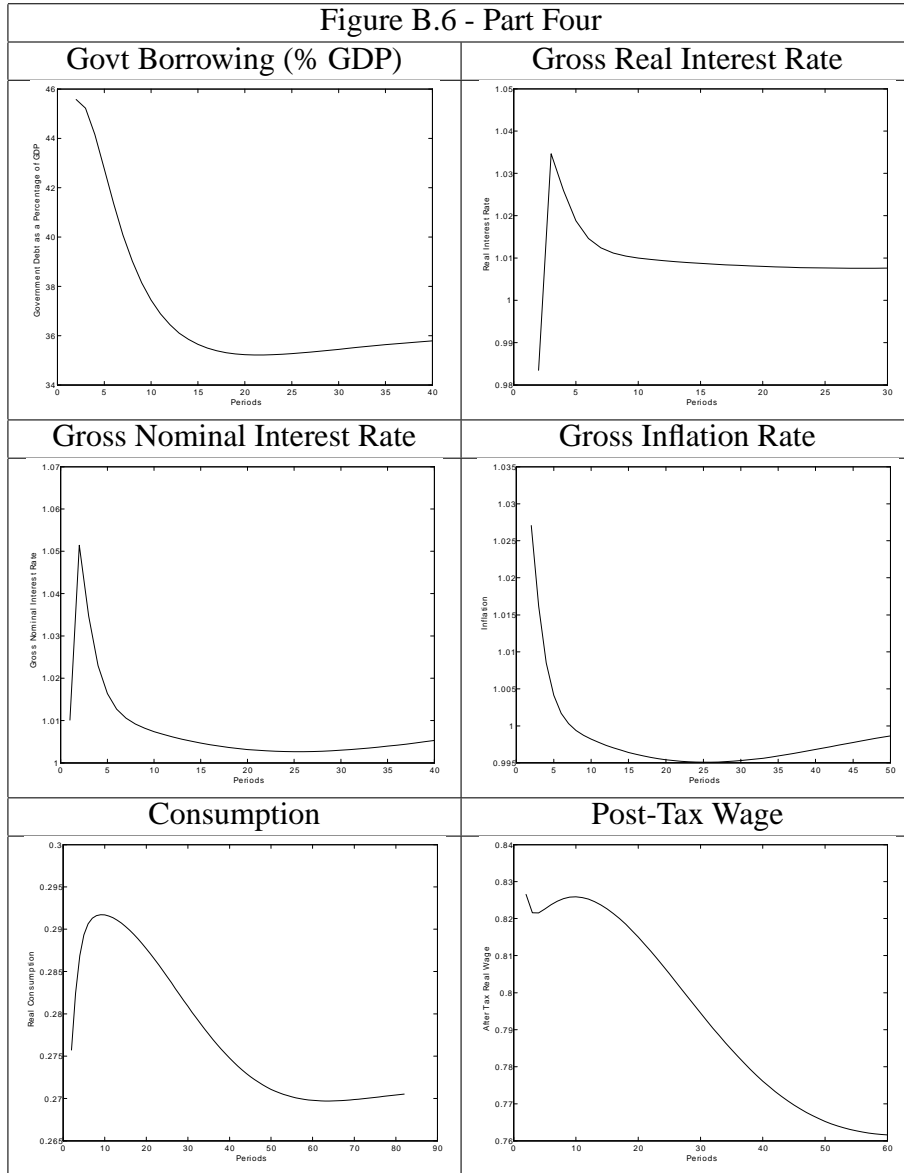 Figure B.6 - Part Four
Govt Borrowing (% GDP)
Gross Real Interest Rate
46
44
42
40
38
36
34
0 5 10 15 20 25 30 35 40
Periods
Government Debt as a Percentage of GDP
1.05
1.04
1.03
1.02
1.01
1
0.99
0.98
0 5 10 15 20 25 30
Periods
Real Interest Rate
Gross Nominal Interest Rate
Gross Inflation Rate
1.07
1.06
1.05
1.04
1.03
1.02
1.01
1
0 5 10 15 20 25 30 35 40
Periods
Gross Nominal Interest Rate
1.035
1.03
1.025
1.02
1.015
1.01
1.005
1
0.995
0 5 10 15 20 25 30 35 40 45 50
Periods
Inflation
Consumption
Post-Tax Wage
0.3
0.295
0.29
0.285
0.28
0.275
0.27
0.265
0 10 20 30 40 50 60 70 80 90
Periods
Real Consumption
0.84
0.83
0.82
0.81
0.8
0.79
0.78
0.77
0.76
0 10 20 30 40 50 60
Periods
After Tax Real Wage